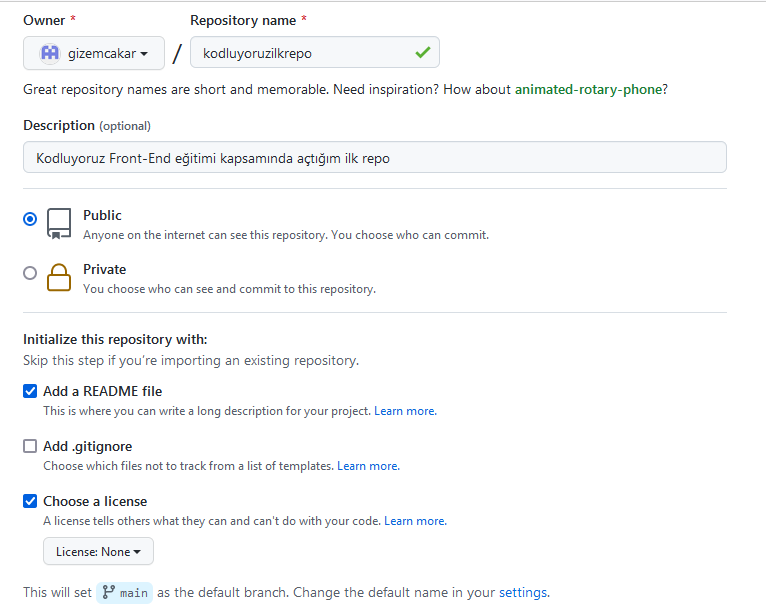 Owner * Repository name *
gizemcakar / kodluyoruzilkrepo
Great repository names are short and memorable. Need inspiration? How about animated-rotary-phone?
Description (optional)
Kodluyoruz Front-End eğitimi kapsamında açtığım ilk repo
Public
Anyone on the internet can see this repository. You choose who can commit.
Private
You choose who can see and commit to this repository.
Initialize this repository with:
Skip this step if you're importing an existing repository.
Add a README file
This is where you can write a long description for your project. Learn more.
Add .gitignore
Choose which files not to track from a list of templates. Learn more.
Choose a license
A license tells others what they can and can't do with your code. Learn more.
License: None
This will set main as the default branch. Change the default name in your settings.